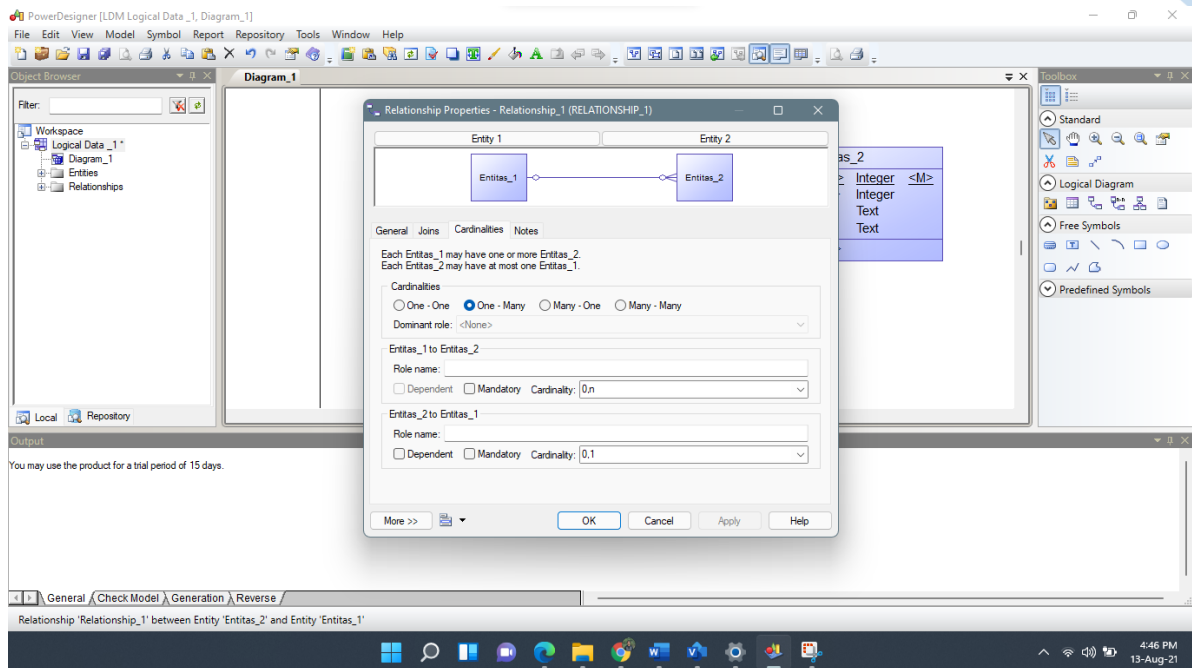 PowerDesigner [LDM Logical Data _1, Diagram_1]
File Edit View Model Symbol Report Repository Tools Window Help
Object Browser
Diagram_1
Toolbox
Filter:
Workspace
Logical Data _1 *
Diagram_1
Entities
Relationships
Local Repository
Relationship Properties - Relationship_1 (RELATIONSHIP_1)
Entity 1 Entity 2
Entitas_1 Entitas_2
General Joins Cardinalities Notes
Each Entitas_1 may have one or more Entitas_2.
Each Entitas_2 may have at most one Entitas_1.
Cardinalities
One - One One - Many Many - One Many - Many
Dominant role: <None>
Entitas_1 to Entitas_2
Role name:
Dependent Mandatory Cardinality: 0,n
Entitas_2 to Entitas_1
Role name:
Dependent Mandatory Cardinality: 0,1
More >> OK Cancel Apply Help
as_2
> Integer <M>
Integer
Text
Text
Standard
Logical Diagram
Free Symbols
Predefined Symbols
Output
You may use the product for a trial period of 15 days.
General Check Model Generation Reverse
Relationship 'Relationship_1' between Entity 'Entitas_2' and Entity 'Entitas_1'
4:46 PM
13-Aug-21